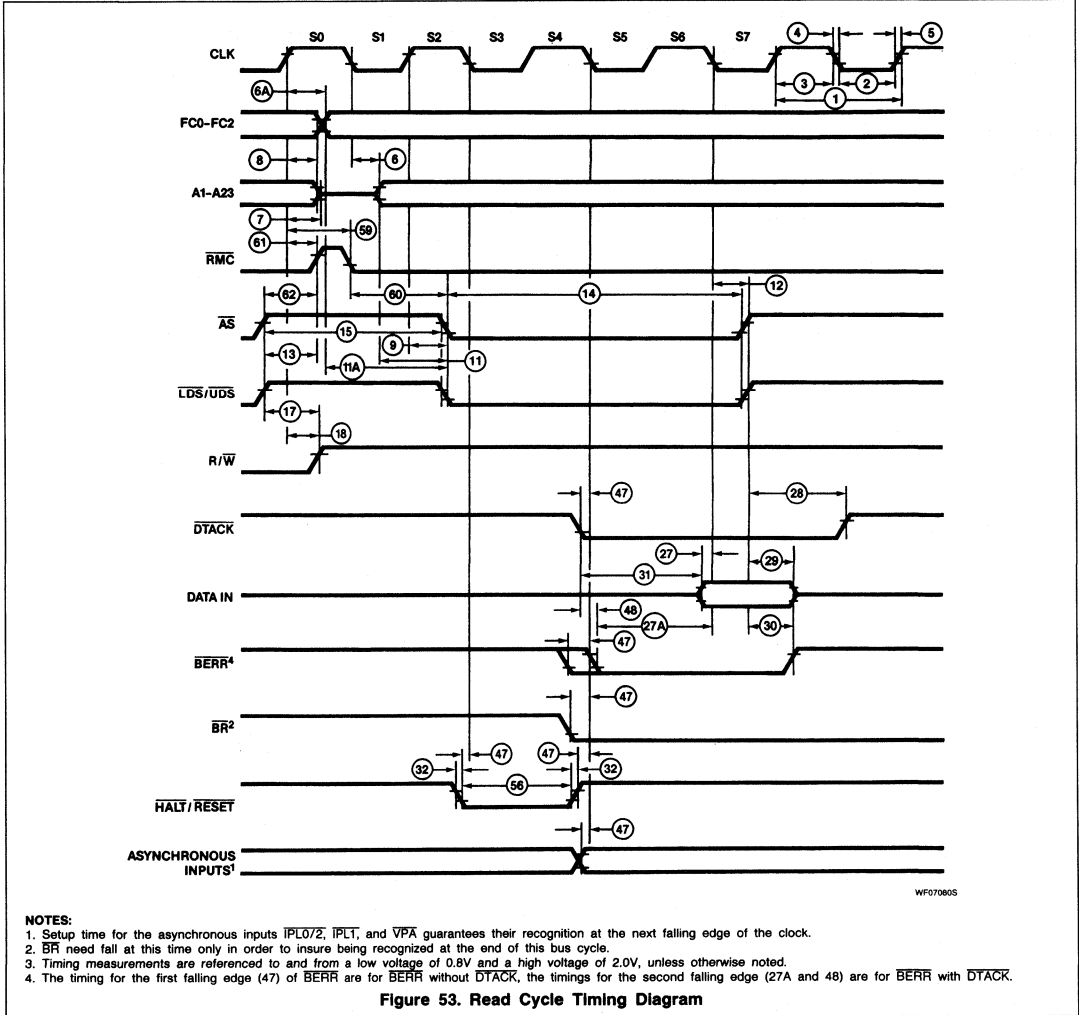 S0 S1 S2 S3 S4 S5 S6 S7 4 5
CLK
3 2
1
6A
FC0–FC2
8 6
A1–A23
7 59
61
RMC
12
62 60 14
AS
15
9
13 11
11A
LDS/UDS
17
18
R/W
47 28
DTACK
27 29
31
DATA IN
48
27A 30
47
BERR4
47
BR2
47 47
32 32
56
HALT/RESET
47
ASYNCHRONOUS
INPUTS1
WF07080S
NOTES:
1. Setup time for the asynchronous inputs IPL0/2, IPL1, and VPA guarantees their recognition at the next falling edge of the clock.
2. BR need fall at this time only in order to insure being recognized at the end of this bus cycle.
3. Timing measurements are referenced to and from a low voltage of 0.8V and a high voltage of 2.0V, unless otherwise noted.
4. The timing for the first falling edge (47) of BERR are for BERR without DTACK, the timings for the second falling edge (27A and 48) are for BERR with DTACK.
Figure 53. Read Cycle Timing Diagram